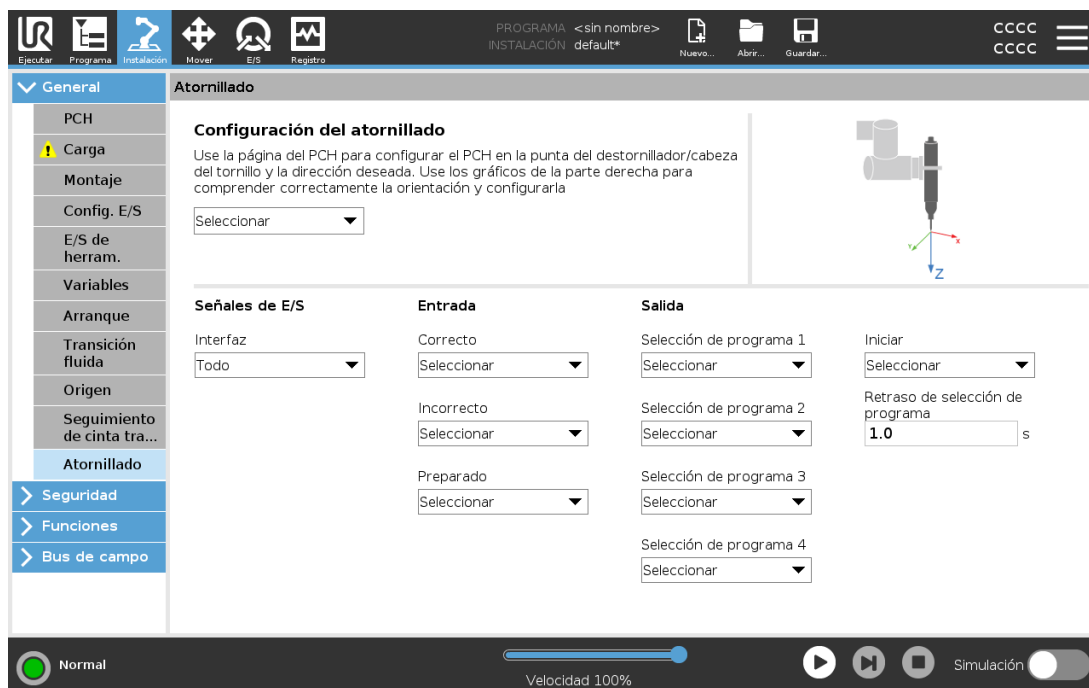 PROGRAMA <sin nombre>
INSTALACIÓN default*
CCCC
CCCC
Ejecutar Programa Instalación Mover E/S Registro
Nuevo... Abrir... Guardar...
General
PCH
Carga
Montaje
Config. E/S
E/S de
herram.
Variables
Arranque
Transición
fluida
Origen
Seguimiento
de cinta tra...
Atornillado
Seguridad
Funciones
Bus de campo
Atornillado
Configuración del atornillado
Use la página del PCH para configurar el PCH en la punta del destornillador/cabeza
del tornillo y la dirección deseada. Use los gráficos de la parte derecha para
comprender correctamente la orientación y configurarla
Seleccionar
Y X
Z
Señales de E/S
Interfaz
Todo
Entrada
Correcto
Seleccionar
Incorrecto
Seleccionar
Preparado
Seleccionar
Salida
Selección de programa 1
Seleccionar
Selección de programa 2
Seleccionar
Selección de programa 3
Seleccionar
Selección de programa 4
Seleccionar
Iniciar
Seleccionar
Retraso de selección de
programa
1.0 s
Normal
Velocidad 100%
Simulación